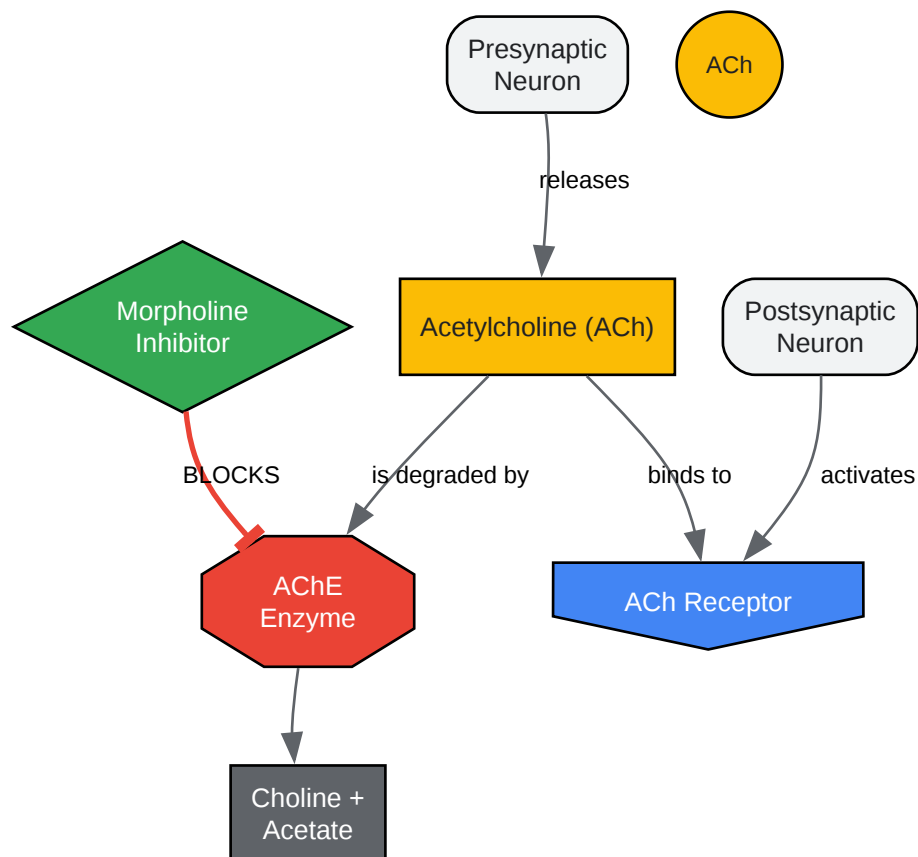 Presynaptic
Neuron
ACh
releases
Morpholine
Inhibitor
Acetylcholine (ACh)
Postsynaptic
Neuron
BLOCKS
is degraded by
binds to
activates
AChE
Enzyme
ACh Receptor
Choline +
Acetate